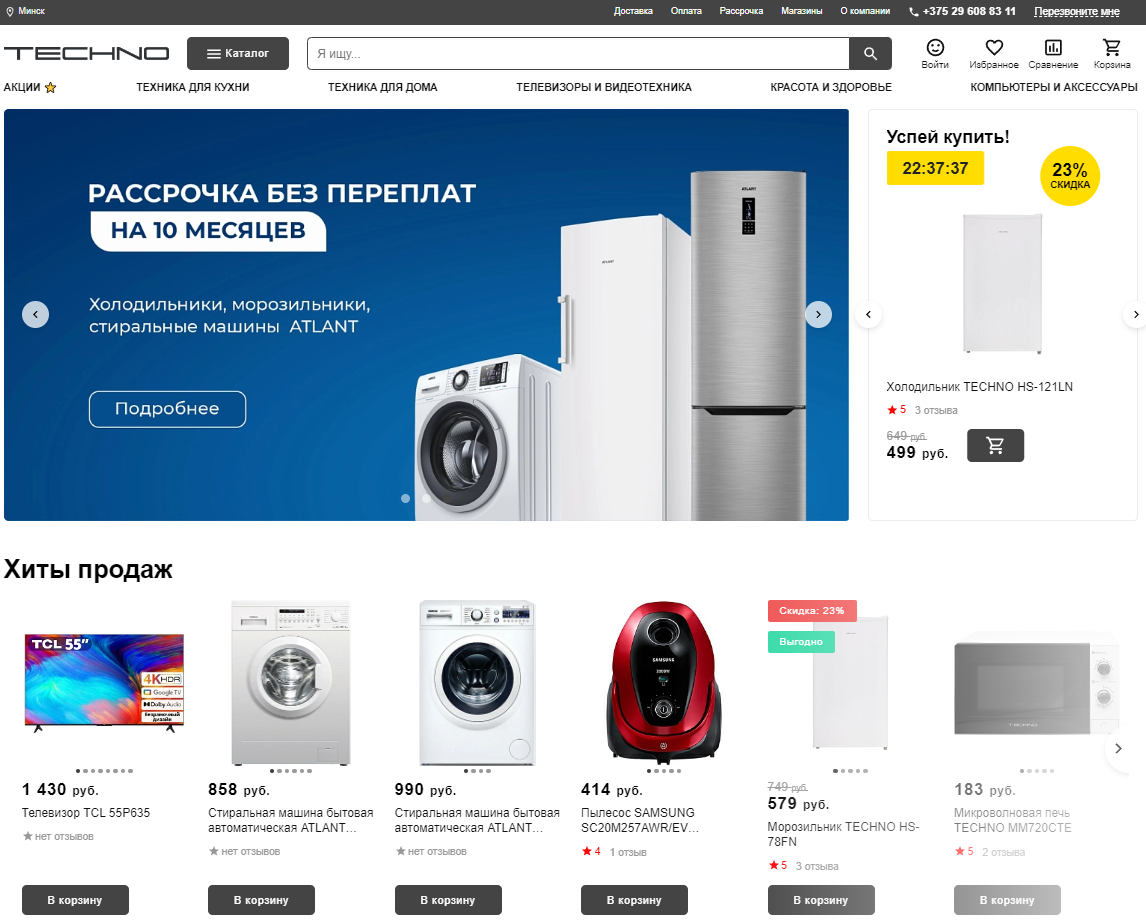 Минск
Доставка Оплата Рассрочка Магазины О компании +375 29 608 83 11 Перезвоните мне
TECHNO
Каталог
Я ищу...
Войти Избранное Сравнение Корзина
АКЦИИ ТЕХНИКА ДЛЯ КУХНИ ТЕХНИКА ДЛЯ ДОМА ТЕЛЕВИЗОРЫ И ВИДЕОТЕХНИКА КРАСОТА И ЗДОРОВЬЕ КОМПЬЮТЕРЫ И АКСЕССУАРЫ
РАССРОЧКА БЕЗ ПЕРЕПЛАТ
НА 10 МЕСЯЦЕВ
Холодильники, морозильники,
стиральные машины ATLANT
Подробнее
ATLANT
ATLANT
Успей купить!
22:37:37
23%
СКИДКА
Холодильник TECHNO HS-121LN
5 3 отзыва
649 руб.
499 руб.
Хиты продаж
TCL 55"
4K HDR
Google TV
Dolby Audio
Безрамочный
дизайн
1 430 руб.
Телевизор TCL 55P635
нет отзывов
В корзину
858 руб.
Стиральная машина бытовая
автоматическая ATLANT...
нет отзывов
В корзину
990 руб.
Стиральная машина бытовая
автоматическая ATLANT...
нет отзывов
В корзину
SAMSUNG
414 руб.
Пылесос SAMSUNG
SC20M257AWR/EV...
4 1 отзыв
В корзину
Скидка: 23%
Выгодно
749 руб.
579 руб.
Морозильник TECHNO HS-
78FN
5 3 отзыва
В корзину
TECHNO
183 руб.
Микроволновая печь
TECHNO MM720CTE
5 2 отзыва
В корзину